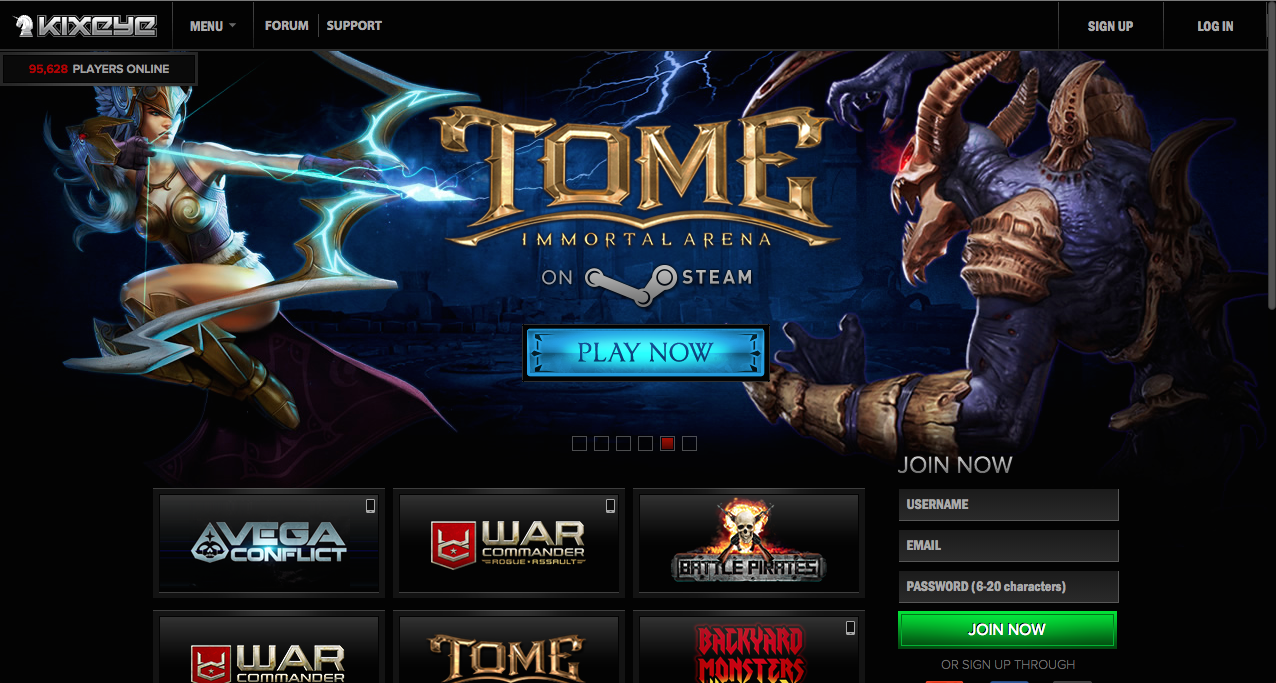 KIXEYE
MENU
FORUM
SUPPORT
SIGN UP
LOG IN
95,628 PLAYERS ONLINE
TOME
IMMORTAL ARENA
ON STEAM
PLAY NOW
JOIN NOW
USERNAME
EMAIL
PASSWORD (6-20 characters)
JOIN NOW
OR SIGN UP THROUGH
VEGA
CONFLICT
WAR
COMMANDER
ROGUE ASSAULT
BATTLE PIRATES
WAR
COMMANDER
TOME
BACKYARD
MONSTERS